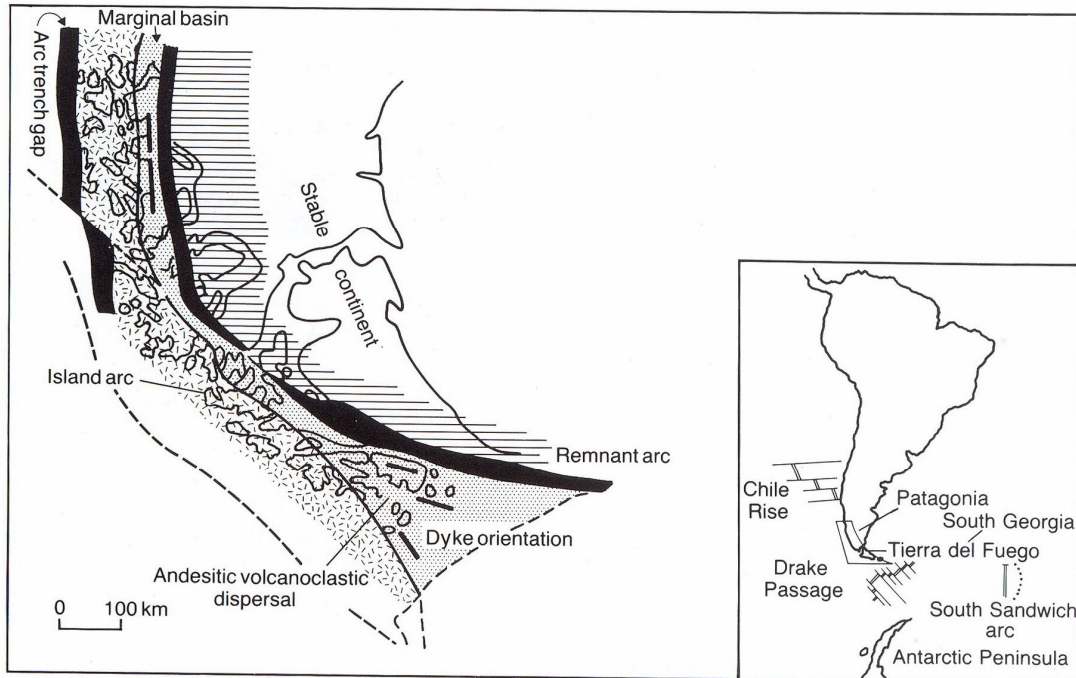 Marginal basin
Arc trench
gap
Stable
continent
Island arc
Remnant arc
Dyke orientation
Andesitic volcanoclastic
dispersal
0 100 km
Chile
Rise
Patagonia
South Georgia
Tierra del Fuego
Drake
Passage
South Sandwich
arc
Antarctic Peninsula